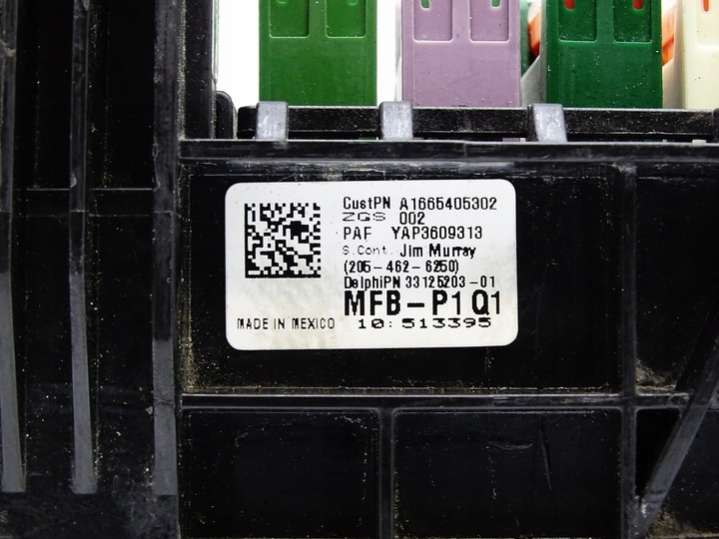 CustPN A1665405302
ZGS 002
PAF YAP3609313
S.Cont. Jim Murray
(205-462-6250)
DelphiPN 33125203-01
MFB-P1Q1
MADE IN MEXICO 10:513395